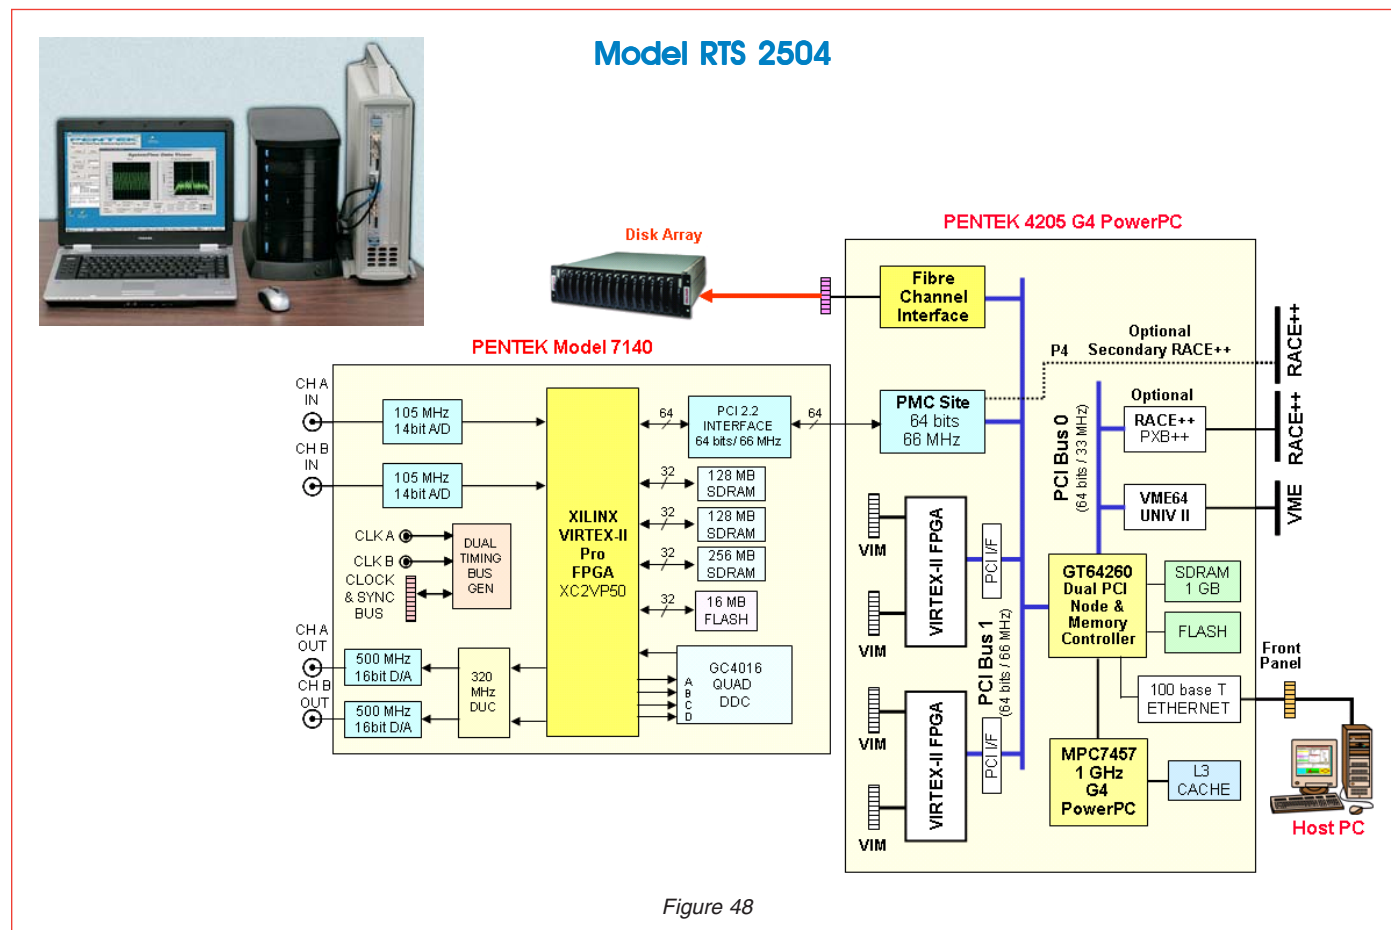 Model RTS 2504
PENTEK
Disk Array
PENTEK 4205 G4 PowerPC
Fibre
Channel
Interface
Optional
Secondary RACE++
P4
RACE++
PENTEK Model 7140
CH A
IN
105 MHz
14bit A/D
CH B
IN
105 MHz
14bit A/D
CLK A
CLK B
CLOCK
& SYNC
BUS
DUAL
TIMING
BUS
GEN
CH A
OUT
500 MHz
16bit D/A
CH B
OUT
500 MHz
16bit D/A
320
MHz
DUC
XILINX
VIRTEX-II
Pro
FPGA
XC2VP50
64
PCI 2.2
INTERFACE
64 bits/ 66 MHz
64
32
128 MB
SDRAM
32
128 MB
SDRAM
32
256 MB
SDRAM
32
16 MB
FLASH
A
B
C
D
GC4016
QUAD
DDC
PMC Site
64 bits
66 MHz
VIM
VIM
VIRTEX-II FPGA
PCI I/F
VIM
VIM
VIRTEX-II FPGA
PCI I/F
PCI Bus 1
(64 bits / 66 MHz)
PCI Bus 0
(64 bits / 33 MHz)
Optional
RACE++
PXB++
RACE++
VME64
UNIV II
VME
GT64260
Dual PCI
Node &
Memory
Controller
SDRAM
1 GB
FLASH
100 base T
ETHERNET
Front
Panel
MPC7457
1 GHz
G4
PowerPC
L3
CACHE
Host PC
Figure 48